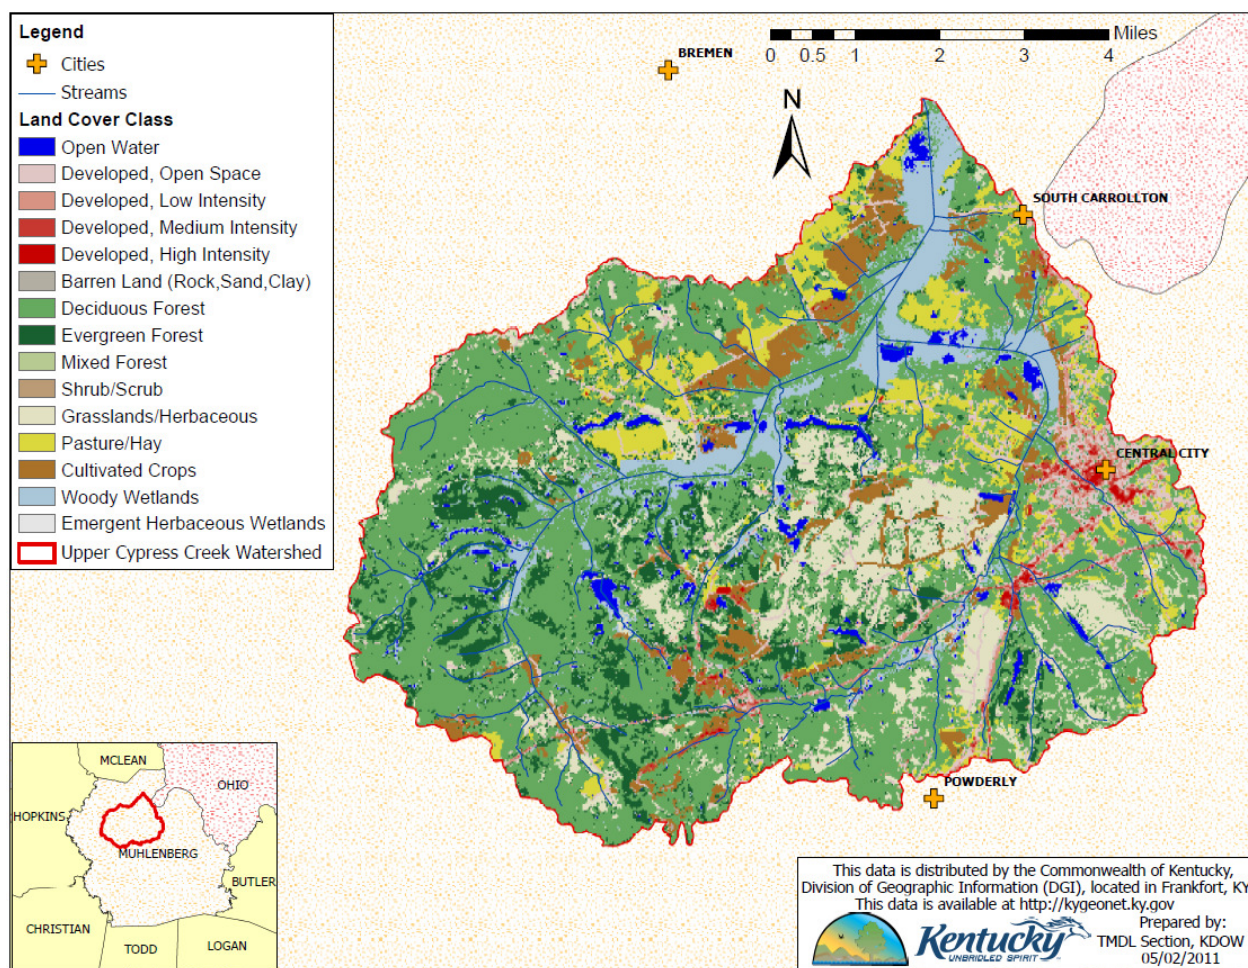 Legend
Cities
Streams
Land Cover Class
Open Water
Developed, Open Space
Developed, Low Intensity
Developed, Medium Intensity
Developed, High Intensity
Barren Land (Rock,Sand,Clay)
Deciduous Forest
Evergreen Forest
Mixed Forest
Shrub/Scrub
Grasslands/Herbaceous
Pasture/Hay
Cultivated Crops
Woody Wetlands
Emergent Herbaceous Wetlands
Upper Cypress Creek Watershed
BREMEN
Miles
0 0.5 1 2 3 4
N
SOUTH CARROLLTON
CENTRAL CITY
POWDERLY
MCLEAN
OHIO
HOPKINS
MUHLENBERG
BUTLER
CHRISTIAN
TODD
LOGAN
This data is distributed by the Commonwealth of Kentucky,
Division of Geographic Information (DGI), located in Frankfort, KY
This data is available at http://kygeonet.ky.gov
Prepared by:
TMDL Section, KDOW
05/02/2011
Kentucky
UNBRIDLED SPIRIT